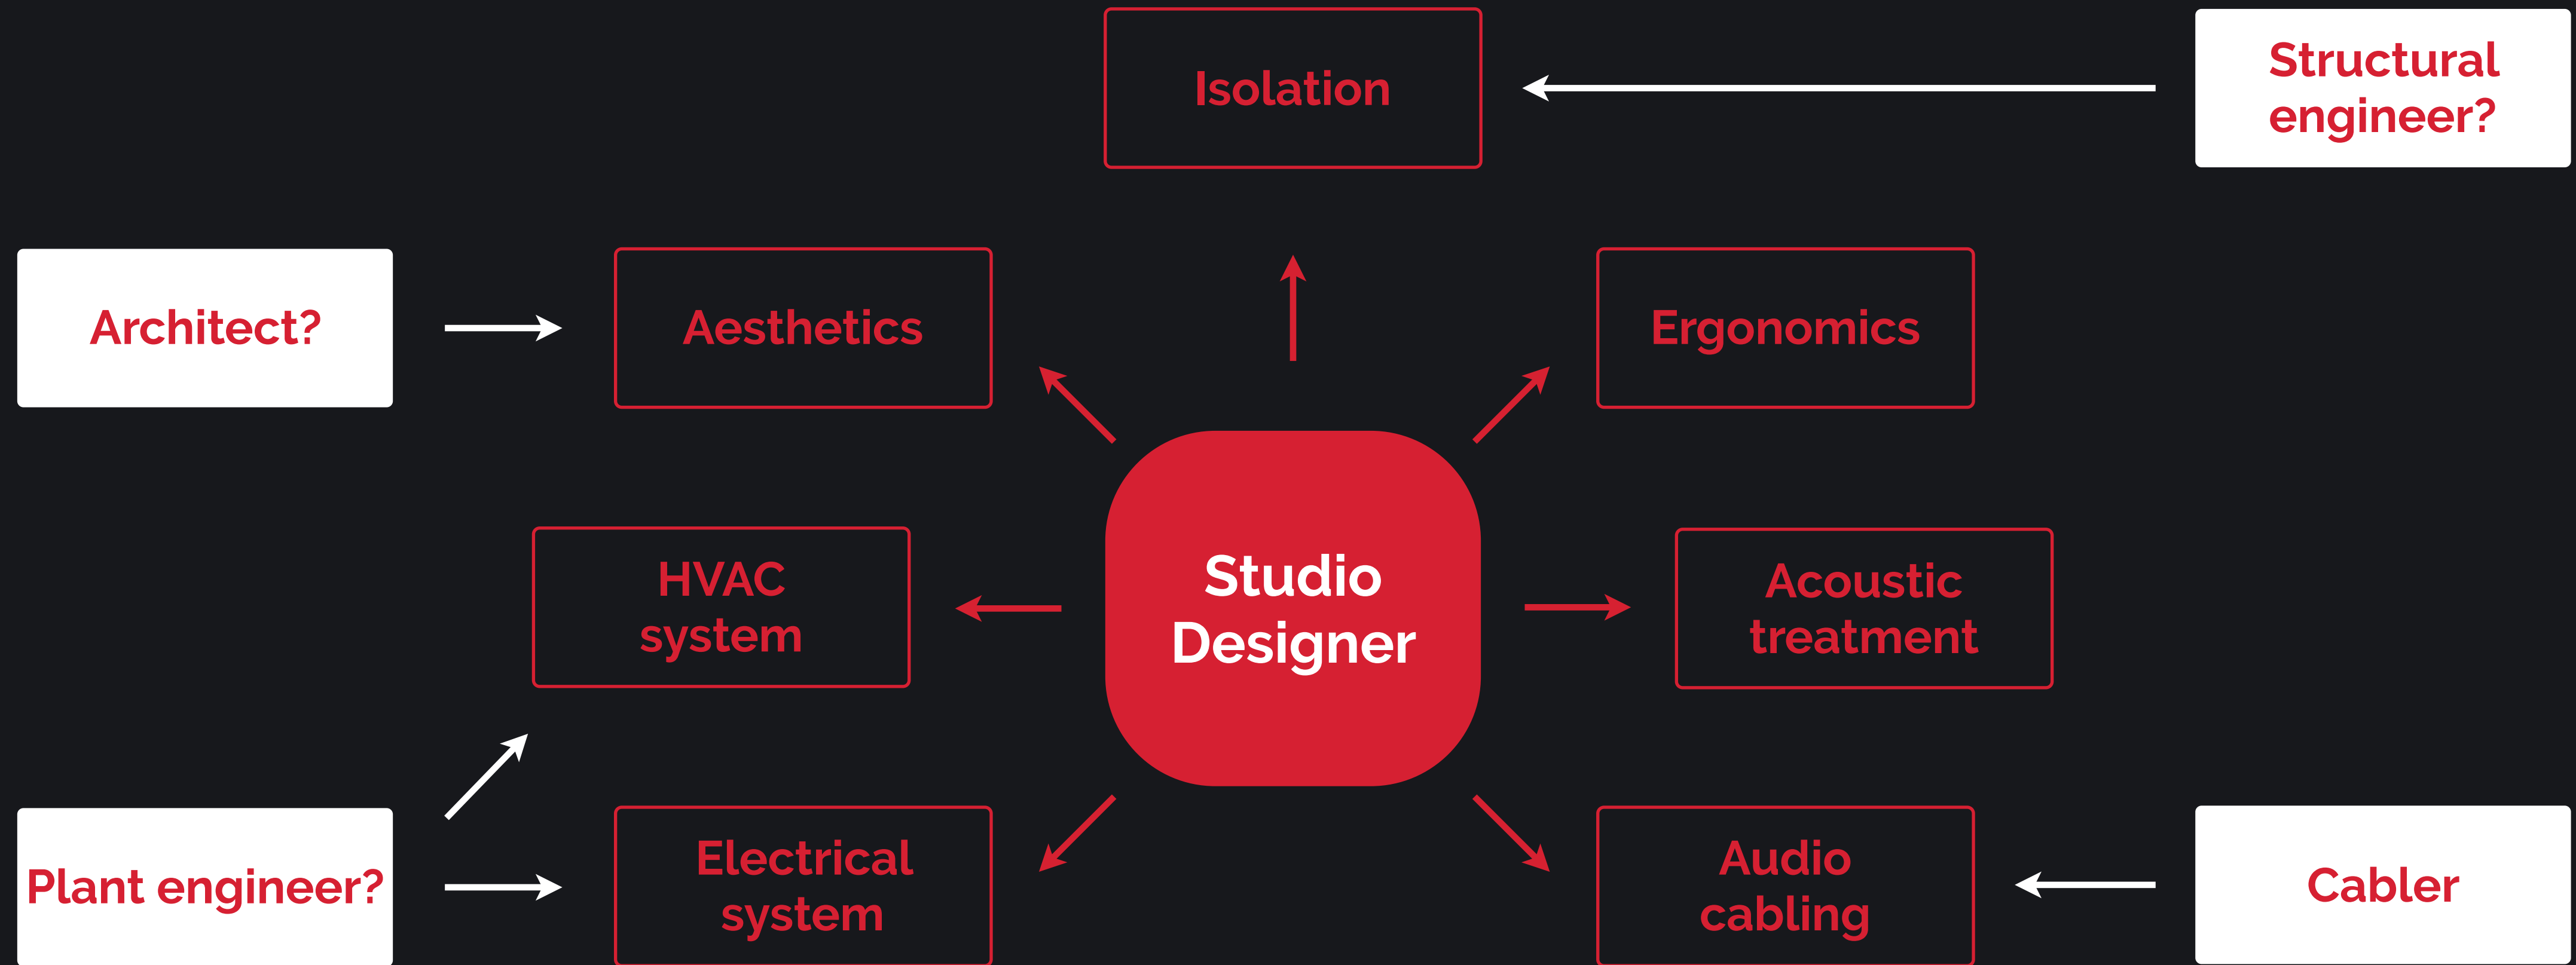 Isolation
Structural
engineer?
Architect?
Aesthetics
Ergonomics
HVAC
system
Studio
Designer
Acoustic
treatment
Plant engineer?
Electrical
system
Audio
cabling
Cabler